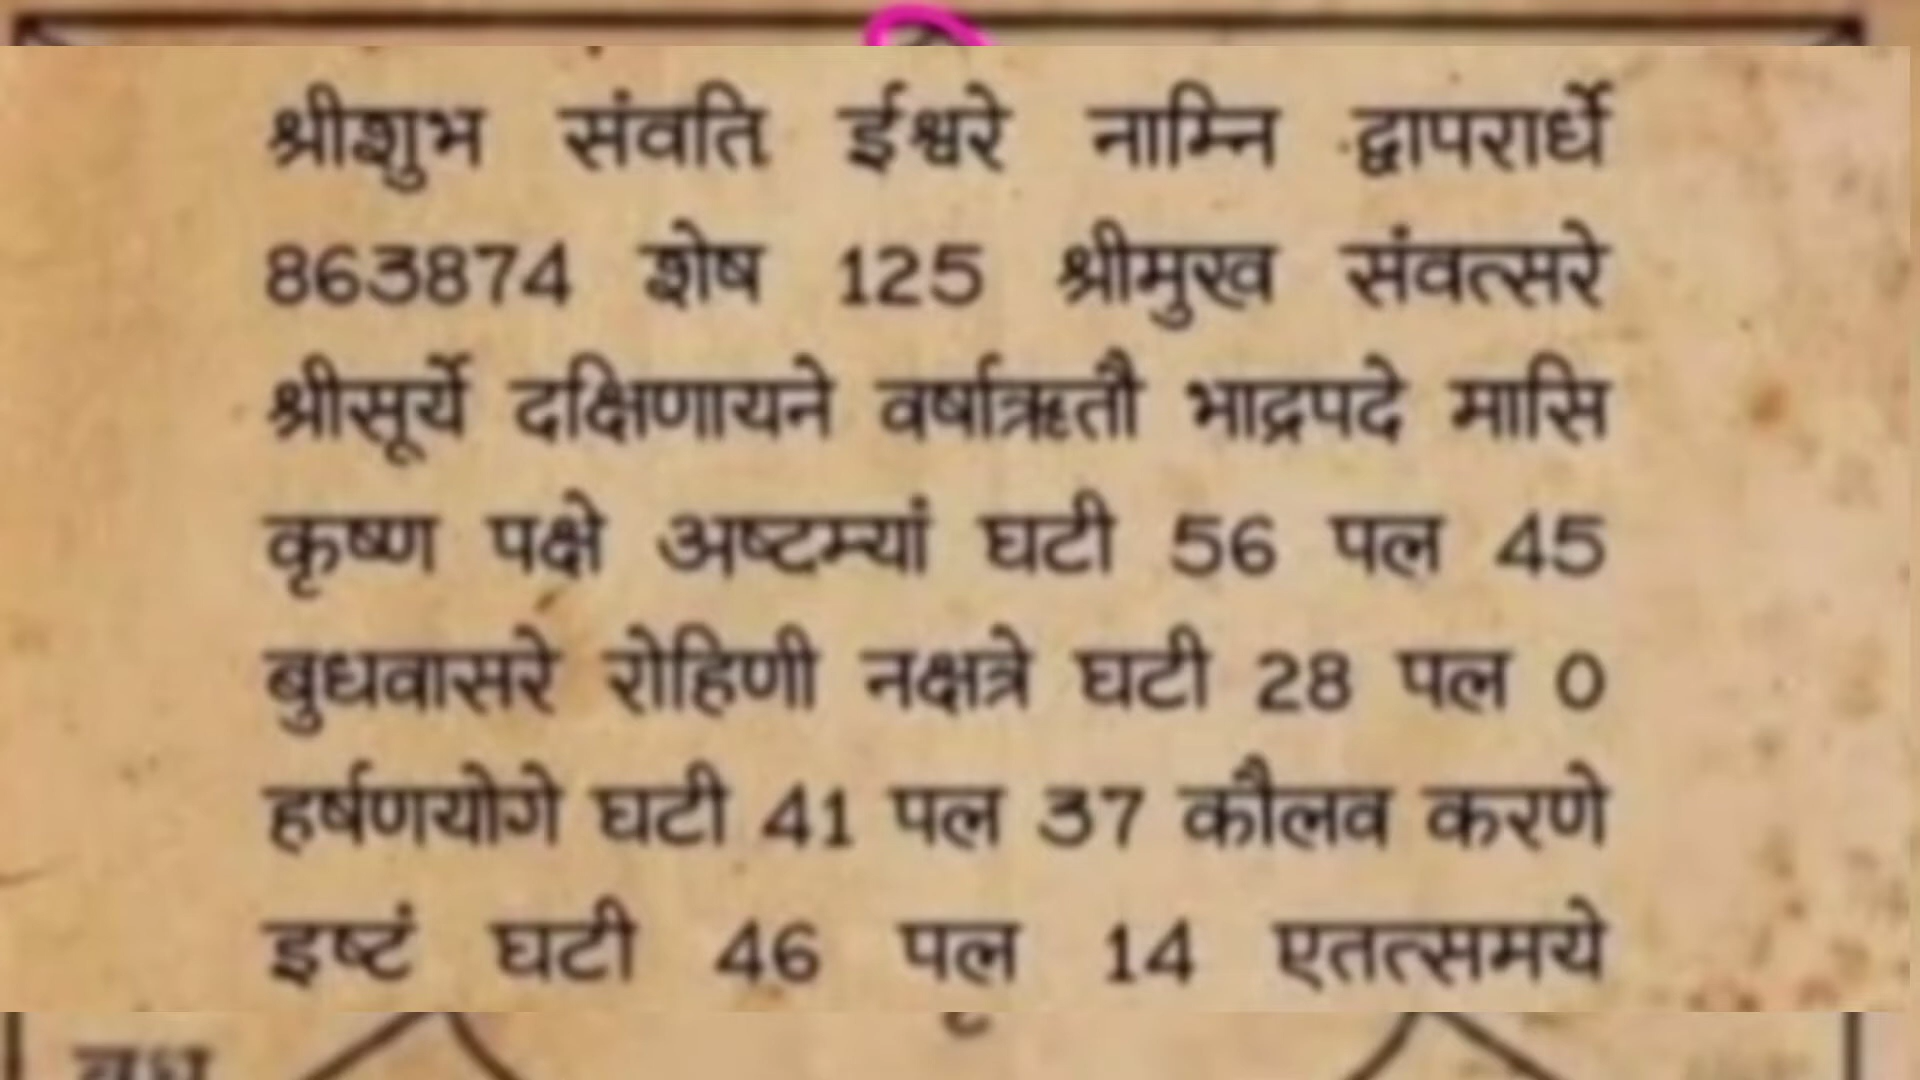 श्रीशुभ संवति ईश्वरे नाम्नि द्वापरार्धे
863874 शेष 125 श्रीमुख संवत्सरे
श्रीसूर्ये दक्षिणायने वर्षाऋतौ भाद्रपदे मासि
कृष्ण पक्षे अष्टम्यां घटी 56 पल 45
बुधवासरे रोहिणी नक्षत्रे घटी 28 पल 0
हर्षणयोगे घटी 41 पल 37 कौलव करणे
इष्टं घटी 46 पल 14 एतत्समये